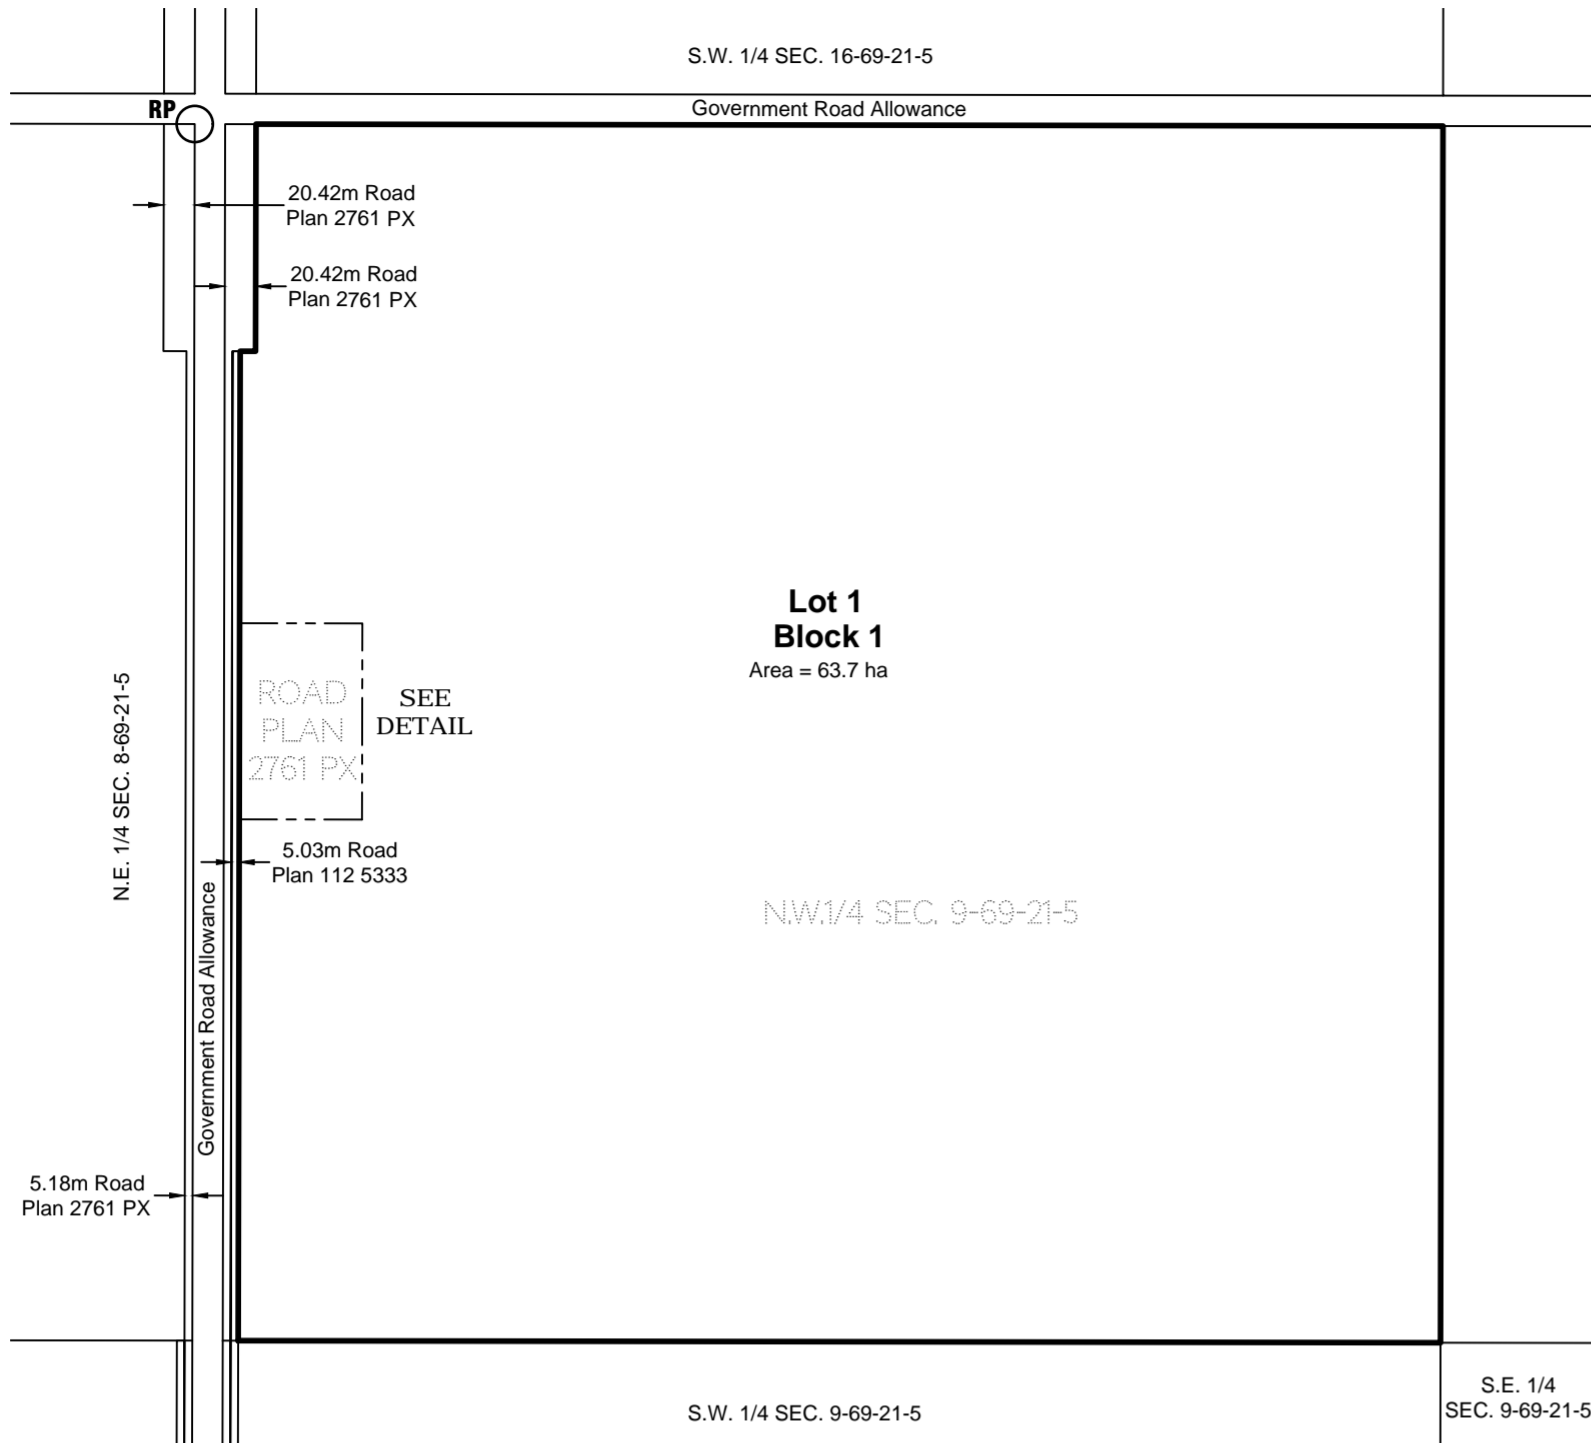 S.W. 1/4 SEC. 16-69-21-5
RP
Government Road Allowance
20.42m Road
Plan 2761 PX
20.42m Road
Plan 2761 PX
Lot 1
Block 1
Area = 63.7 ha
ROAD
PLAN
2761 PX
SEE
DETAIL
N.E. 1/4 SEC. 8-69-21-5
5.03m Road
Plan 112 5333
N.W.1/4 SEC. 9-69-21-5
Government Road Allowance
5.18m Road
Plan 2761 PX
S.W. 1/4 SEC. 9-69-21-5
S.E. 1/4
SEC. 9-69-21-5